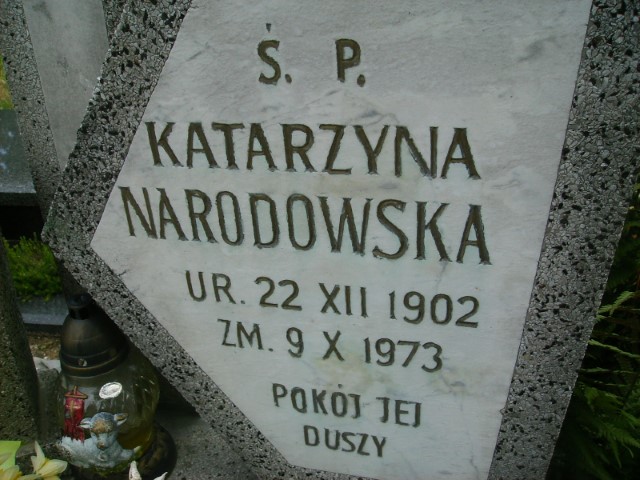 Ś. P.
KATARZYNA
NARODOWSKA
UR. 22 XII 1902
ZM. 9 X 1973
POKÓJ JEJ
DUSZY